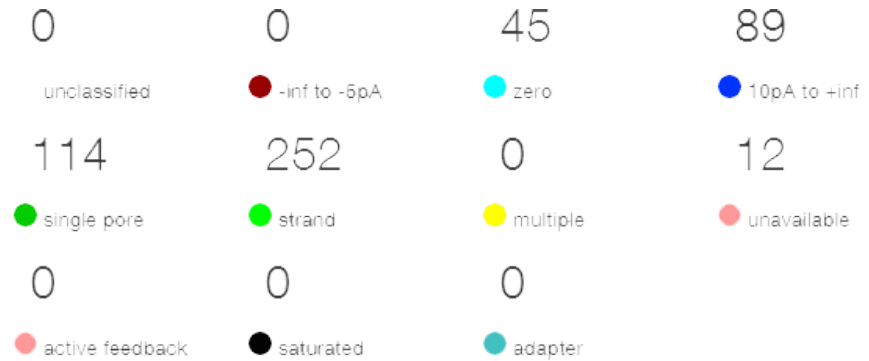 0 0 45 89
unclassified -inf to -5pA zero 10pA to +inf
114 252 0 12
single pore strand multiple unavailable
0 0 0
active feedback saturated adapter